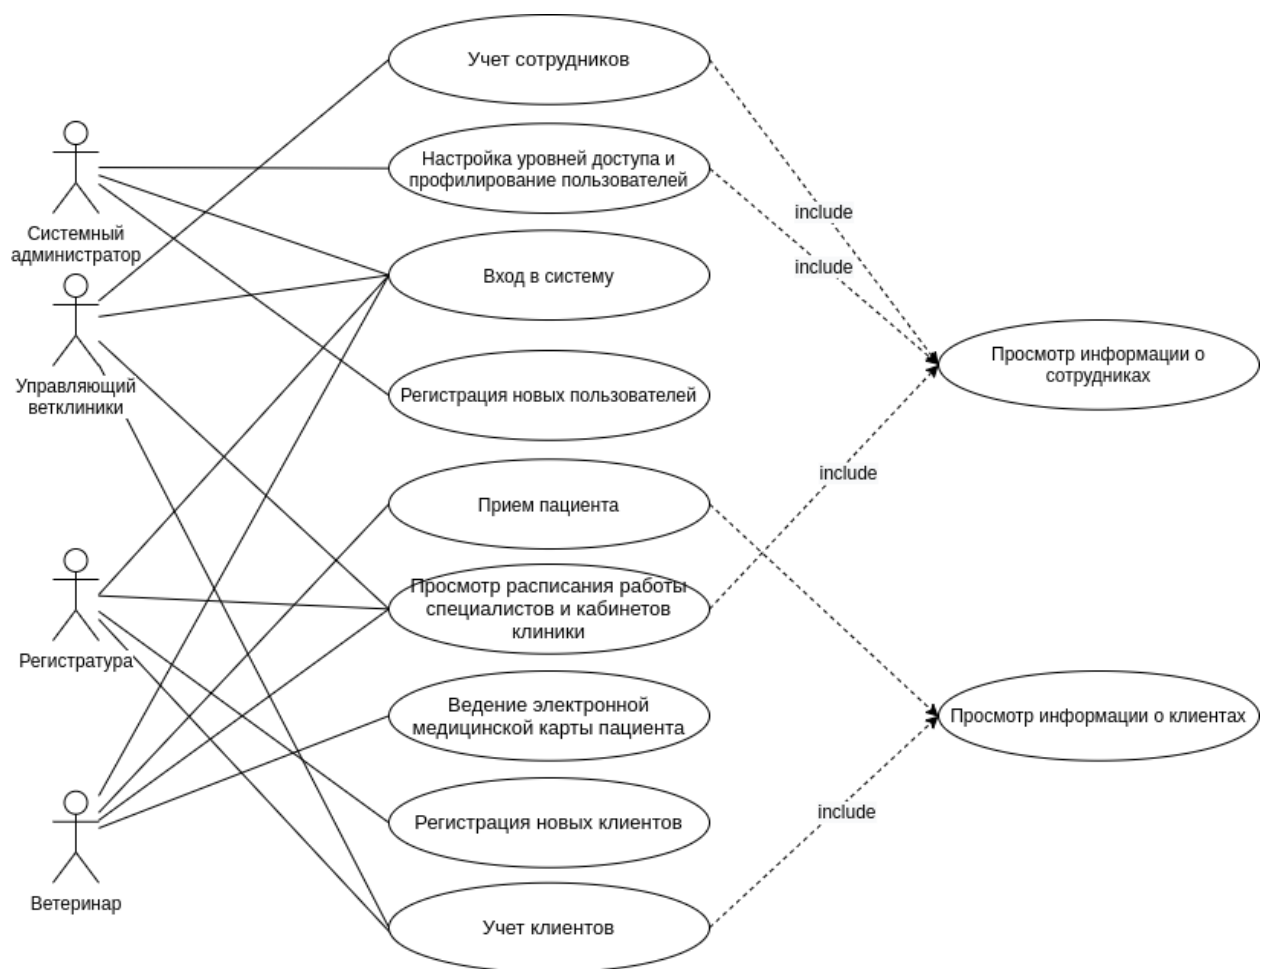 Учет сотрудников
Настройка уровней доступа и
профилирование пользователей
include
Системный
администратор
include
Вход в систему
Просмотр информации о
сотрудниках
Управляющий
ветклиники
Регистрация новых пользователей
include
Прием пациента
Просмотр расписания работы
специалистов и кабинетов
клиники
Регистратура
Ведение электронной
медицинской карты пациента
Просмотр информации о клиентах
include
Регистрация новых клиентов
Ветеринар
Учет клиентов